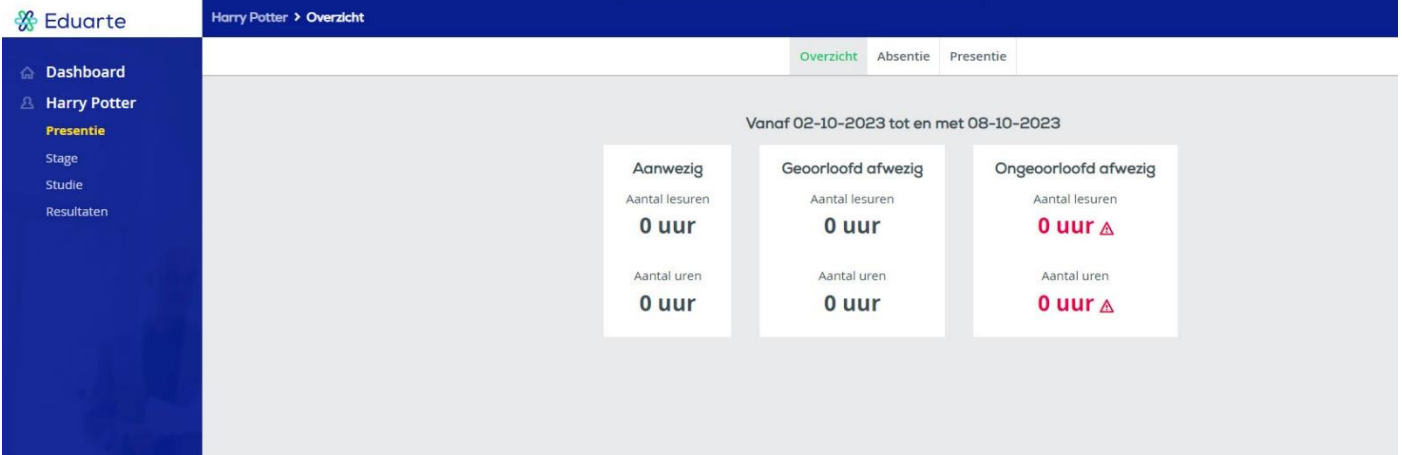 Eduarte
Harry Potter > Overzicht
Overzicht Absentie Presentie
Dashboard
Harry Potter
Presentie
Stage
Studie
Resultaten
Vanaf 02-10-2023 tot en met 08-10-2023
Aanwezig
Aantal lesuren
0 uur
Aantal uren
0 uur
Geoorloofd afwezig
Aantal lesuren
0 uur
Aantal uren
0 uur
Ongeoorloofd afwezig
Aantal lesuren
0 uur
Aantal uren
0 uur